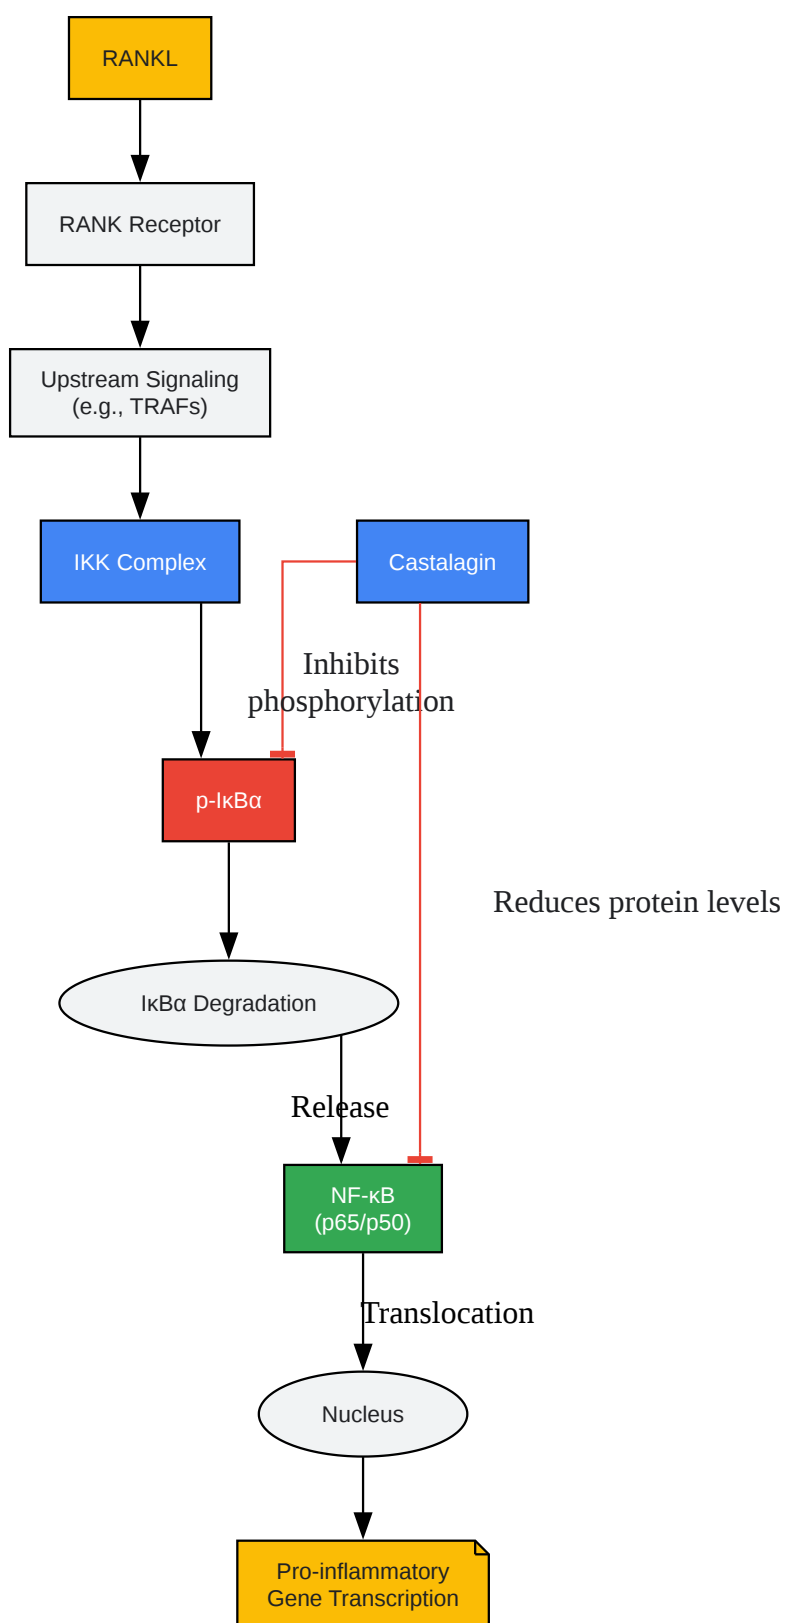 RANKL
RANK Receptor
Upstream Signaling
(e.g., TRAFs)
IKK Complex
Castalagin
Inhibits
phosphorylation
p-IκBα
Reduces protein levels
IκBα Degradation
Release
NF-κB
(p65/p50)
Translocation
Nucleus
Pro-inflammatory
Gene Transcription